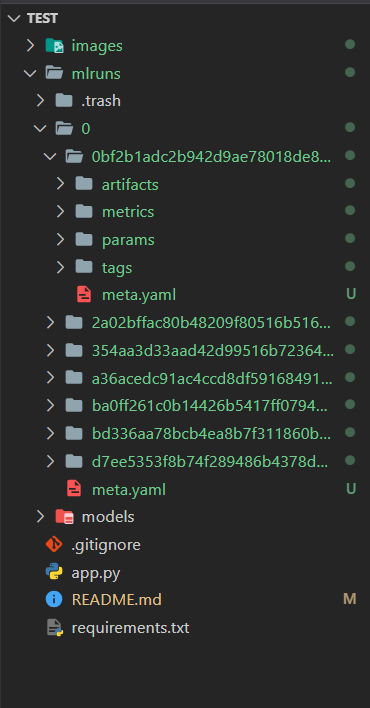 TEST
images
mlruns
.trash
0
0bf2b1adc2b942d9ae78018de8...
artifacts
metrics
params
tags
meta.yaml U
2a02bffac80b48209f80516b516...
354aa3d33aad42d99516b72364...
a36acedc91ac4ccd8df59168491...
ba0ff261c0b14426b5417ff0794...
bd336aa78bcb4ea8b7f311860b...
d7ee5353f8b74f289486b4378d...
meta.yaml U
models
.gitignore
app.py
README.md M
requirements.txt